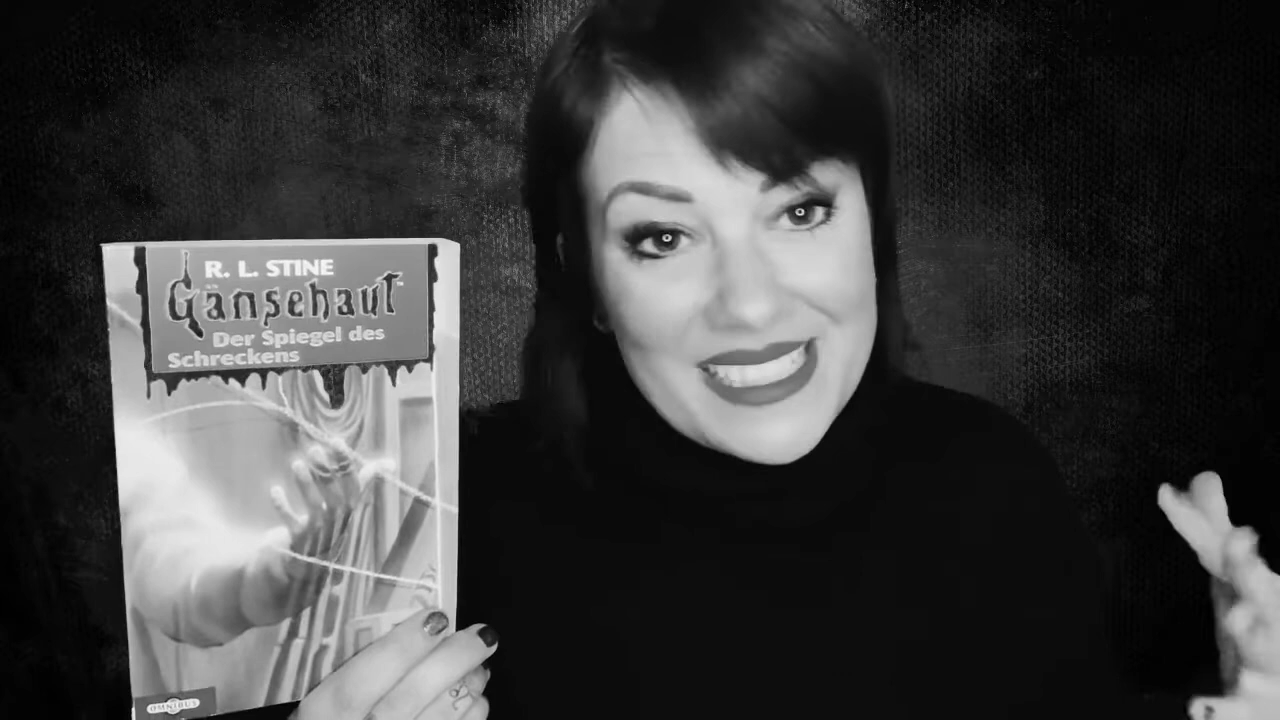 R. L. STINE
Gänsehaut
Der Spiegel des
Schreckens
OMNIBUS